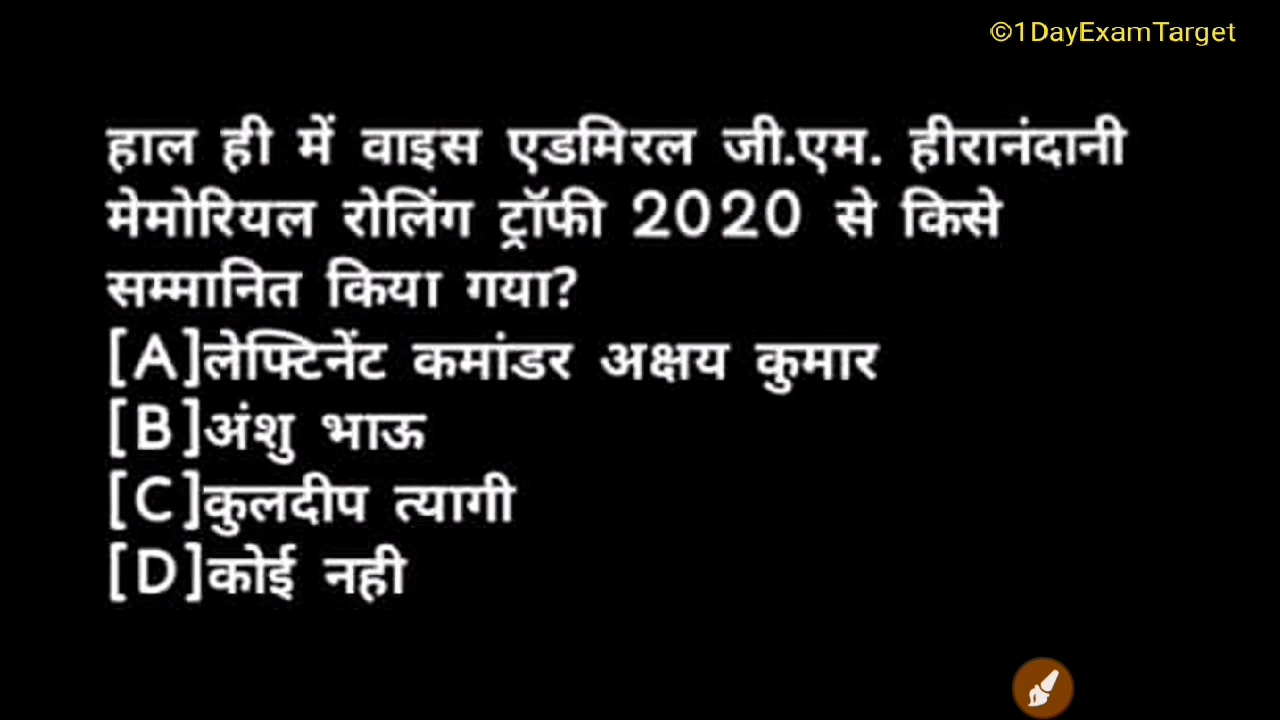 ©1DayExamTarget
हाल ही में वाइस एडमिरल जी.एम. हीरानंदानी
मेमोरियल रोलिंग ट्रॉफी 2020 से किसे
सम्मानित किया गया?
[A]लेफ्टिनेंट कमांडर अक्षय कुमार
[B]अंशु भाऊ
[C]कुलदीप त्यागी
[D]कोई नही